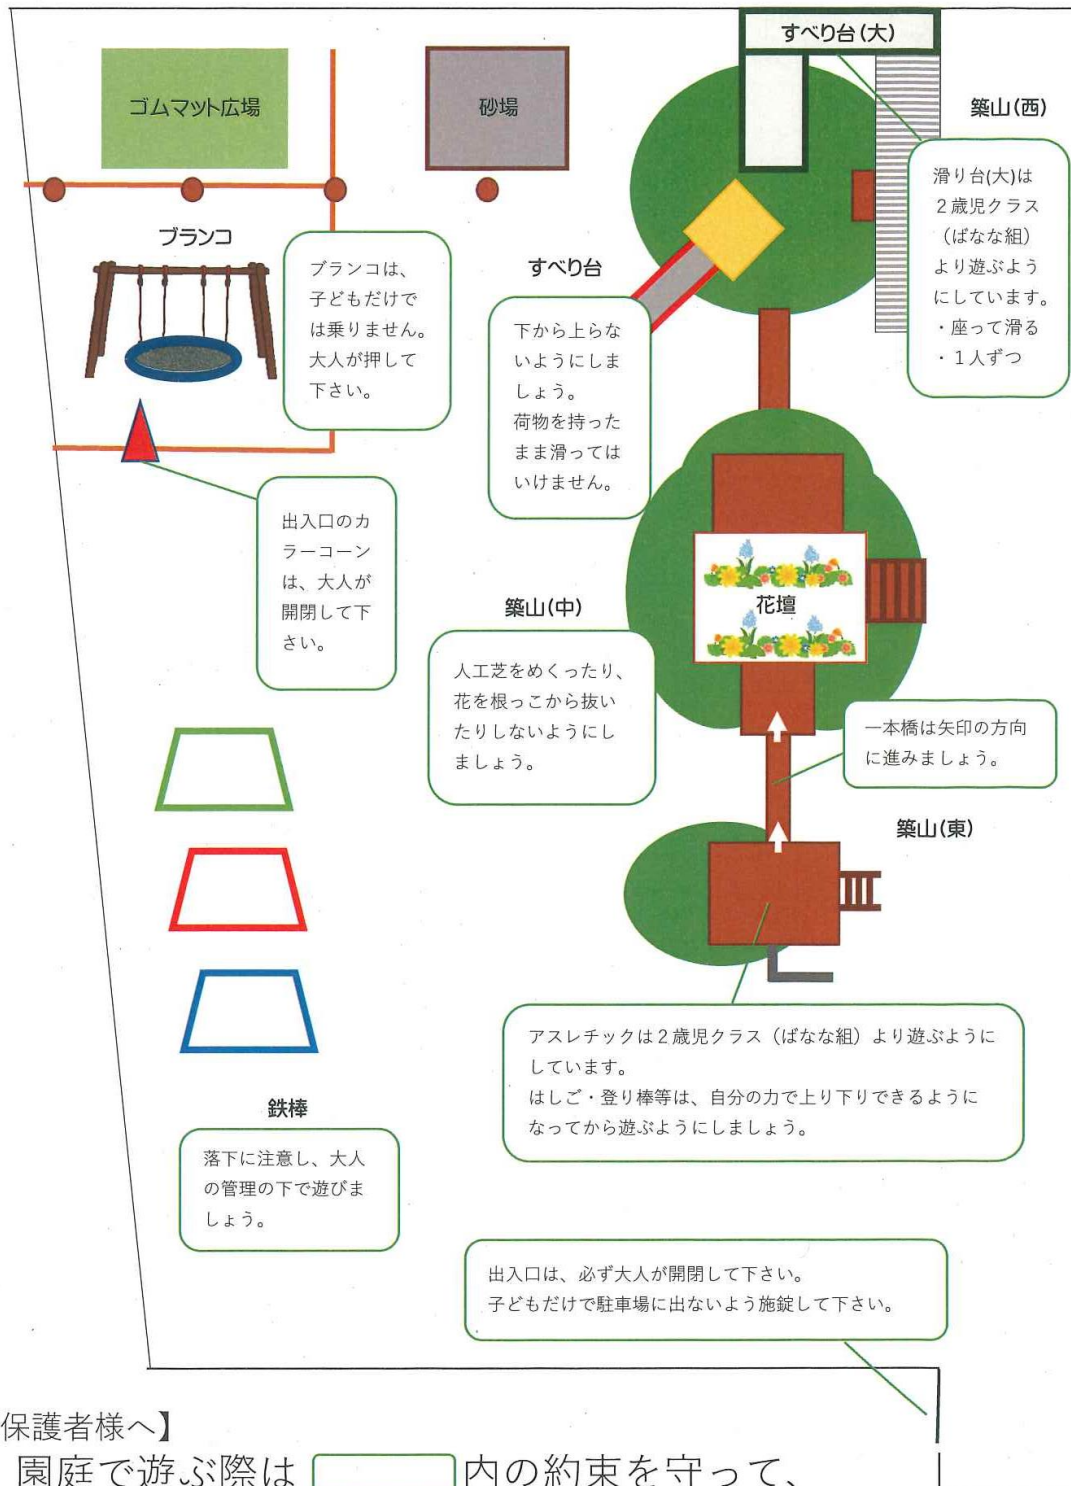 すべり台(大)
ゴムマット広場
砂場
築山(西)
滑り台(大)は
２歳児クラス
（ばなな組）
より遊ぶよう
にしています。
・座って滑る
・１人ずつ
ブランコ
ブランコは、
子どもだけで
は乗りません。
大人が押して
下さい。
すべり台
下から上らな
いようにしま
しょう。
荷物を持った
まま滑っては
いけません。
出入口のカ
ラーコーン
は、大人が
開閉して下
さい。
築山(中)
花壇
人工芝をめくったり、
花を根っこから抜い
たりしないようにし
ましょう。
一本橋は矢印の方向
に進みましょう。
築山(東)
アスレチックは２歳児クラス（ばなな組）より遊ぶように
しています。
はしご・登り棒等は、自分の力で上り下りできるように
なってから遊ぶようにしましょう。
鉄棒
落下に注意し、大人
の管理の下で遊びま
しょう。
出入口は、必ず大人が開閉して下さい。
子どもだけで駐車場に出ないよう施錠して下さい。
保護者様へ】
園庭で遊ぶ際は 内の約束を守って、